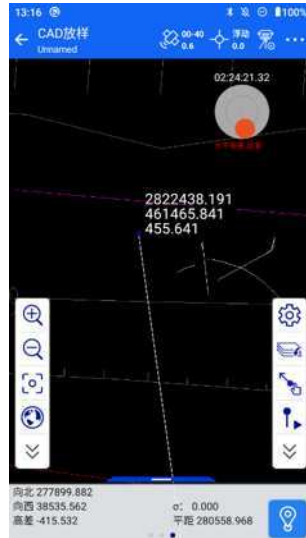 13:16
100%
CAD放样
Unnamed
00-40
0.6
浮动
0.0
02:24:21.32
2822438.191
461465.841
455.641
向北 277899.882
向西 38535.562
σ: 0.000
高差 -415.532
平距 280558.968